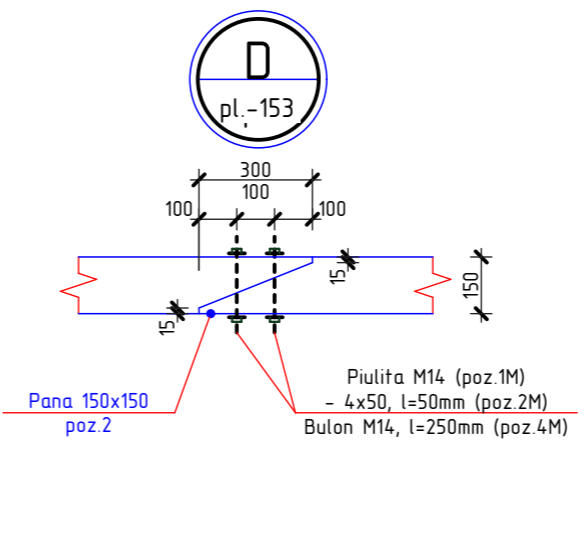 D
pl.-153
300
100
100
100
15
150
15
Pana 150x150
poz.2
Piulita M14 (poz.1M)
- 4x50, l=50mm (poz.2M)
Bulon M14, l=250mm (poz.4M)